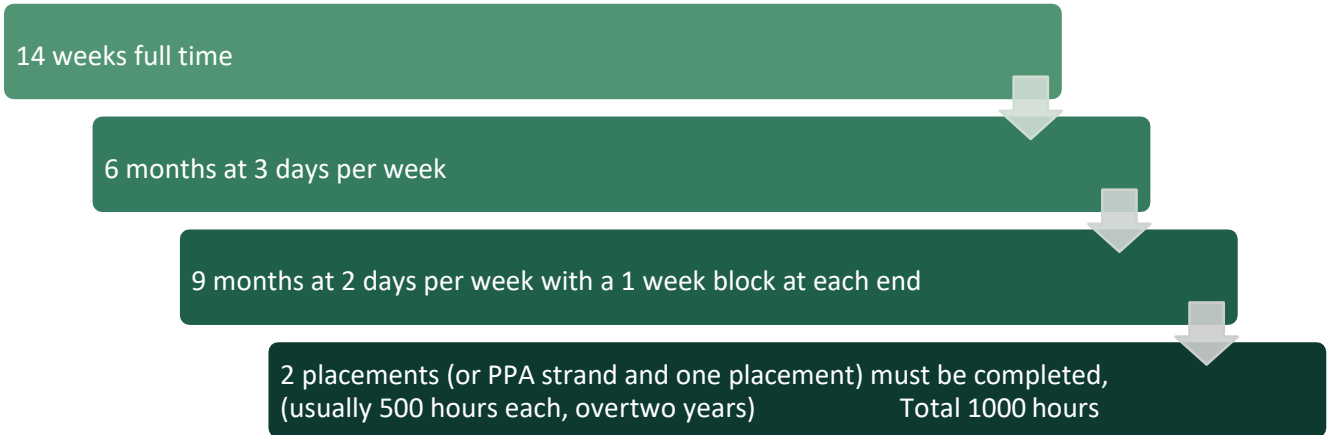 14 weeks full time
6 months at 3 days per week
9 months at 2 days per week with a 1 week block at each end
2 placements (or PPA strand and one placement) must be completed,
(usually 500 hours each, overtwo years) Total 1000 hours